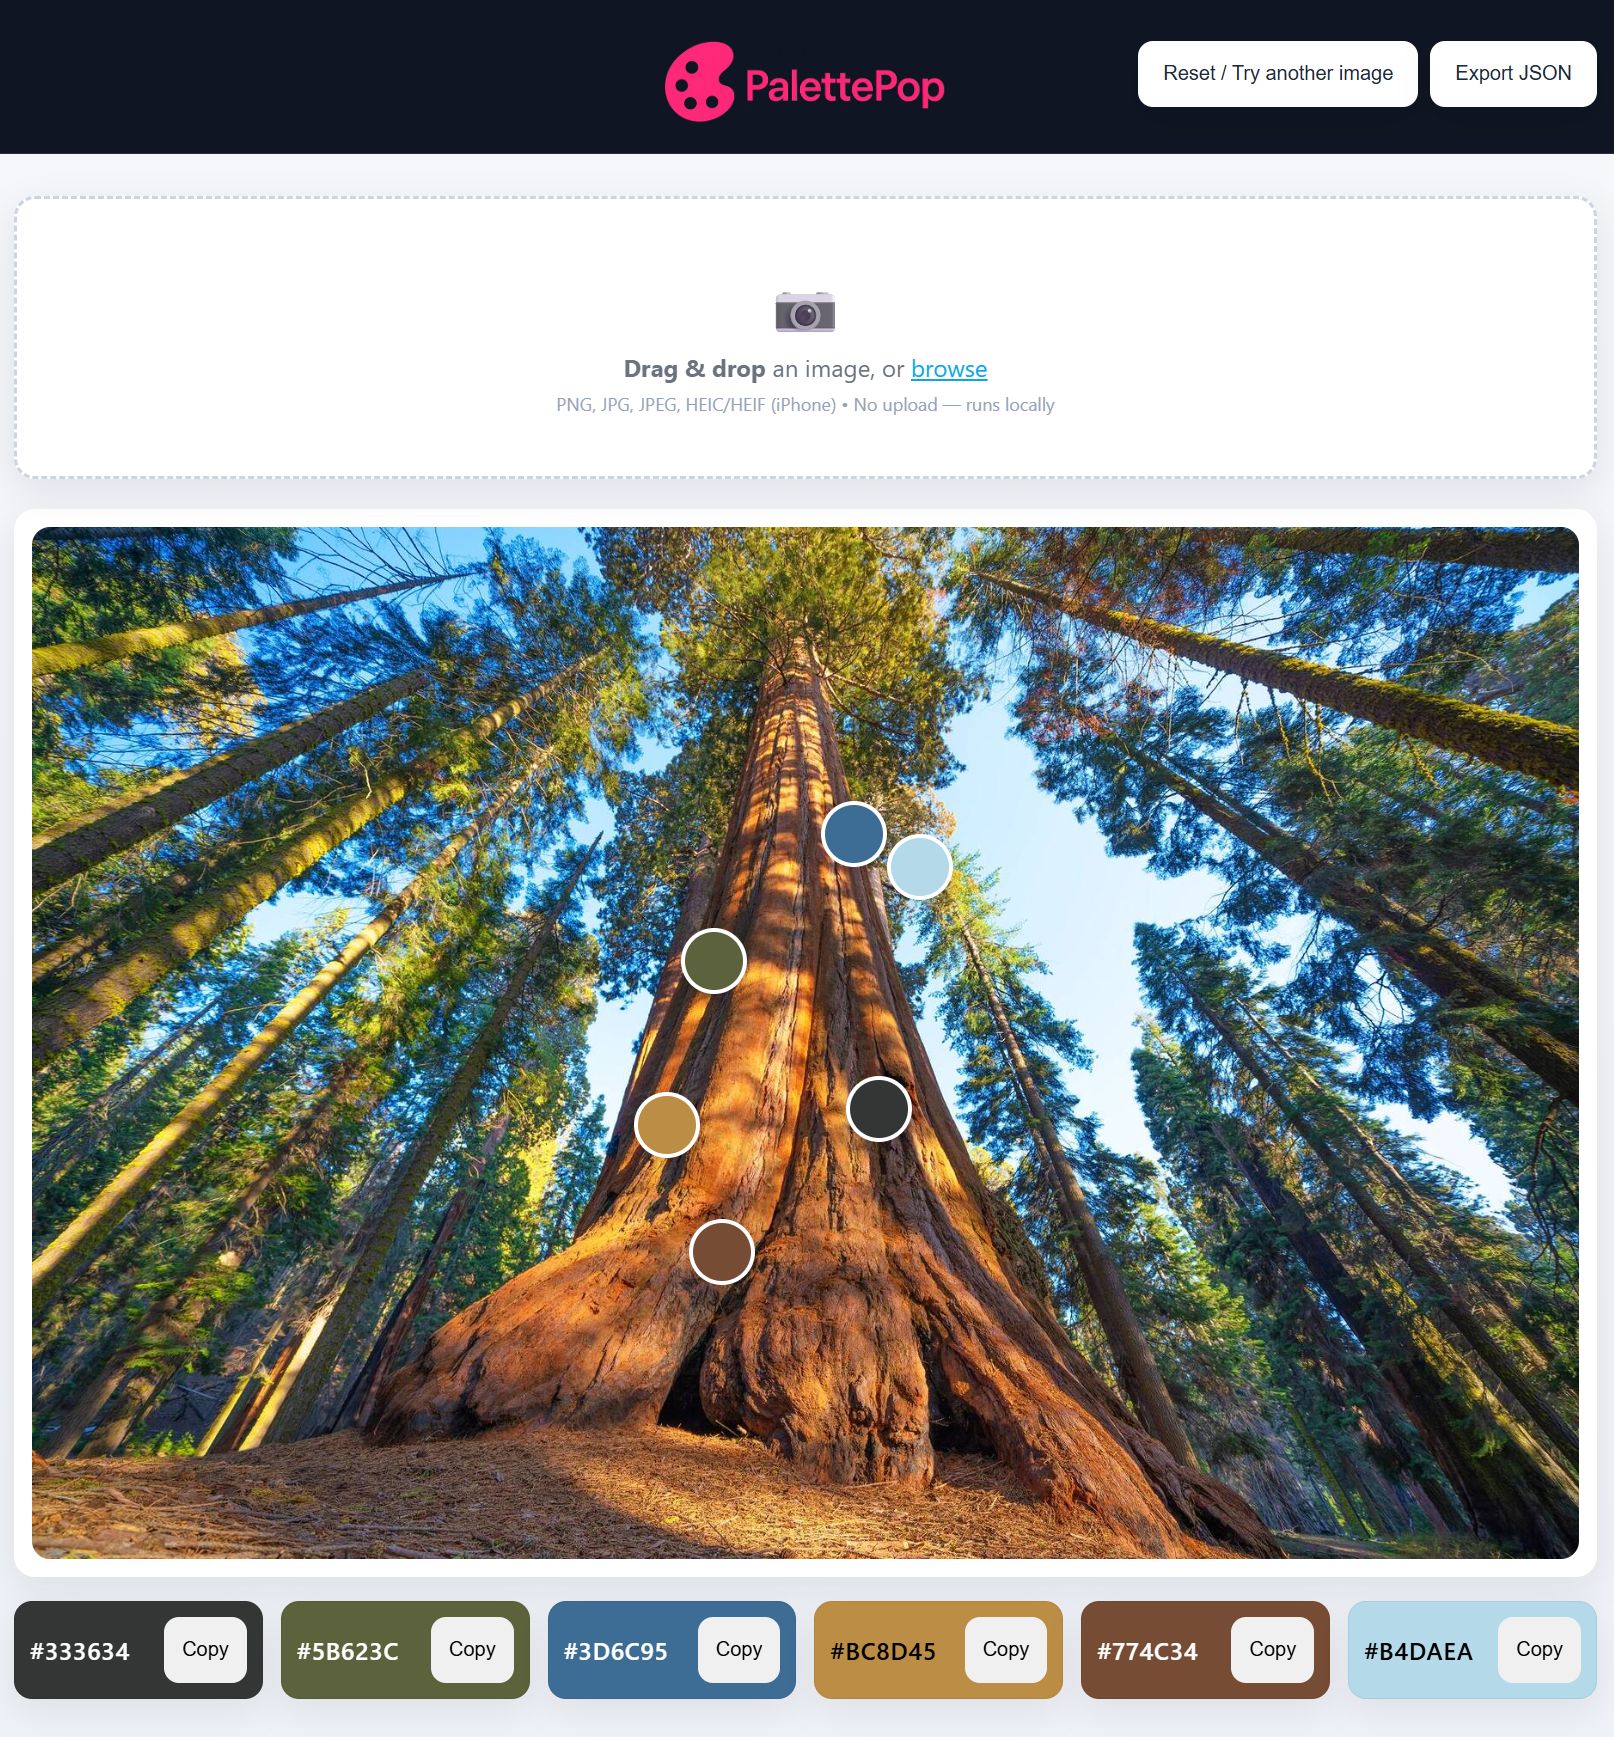 PalettePop
Reset / Try another image
Export JSON
Drag & drop an image, or browse
PNG, JPG, JPEG, HEIC/HEIF (iPhone) • No upload — runs locally
#333634 Copy
#5B623C Copy
#3D6C95 Copy
#BC8D45 Copy
#774C34 Copy
#B4DAEA Copy